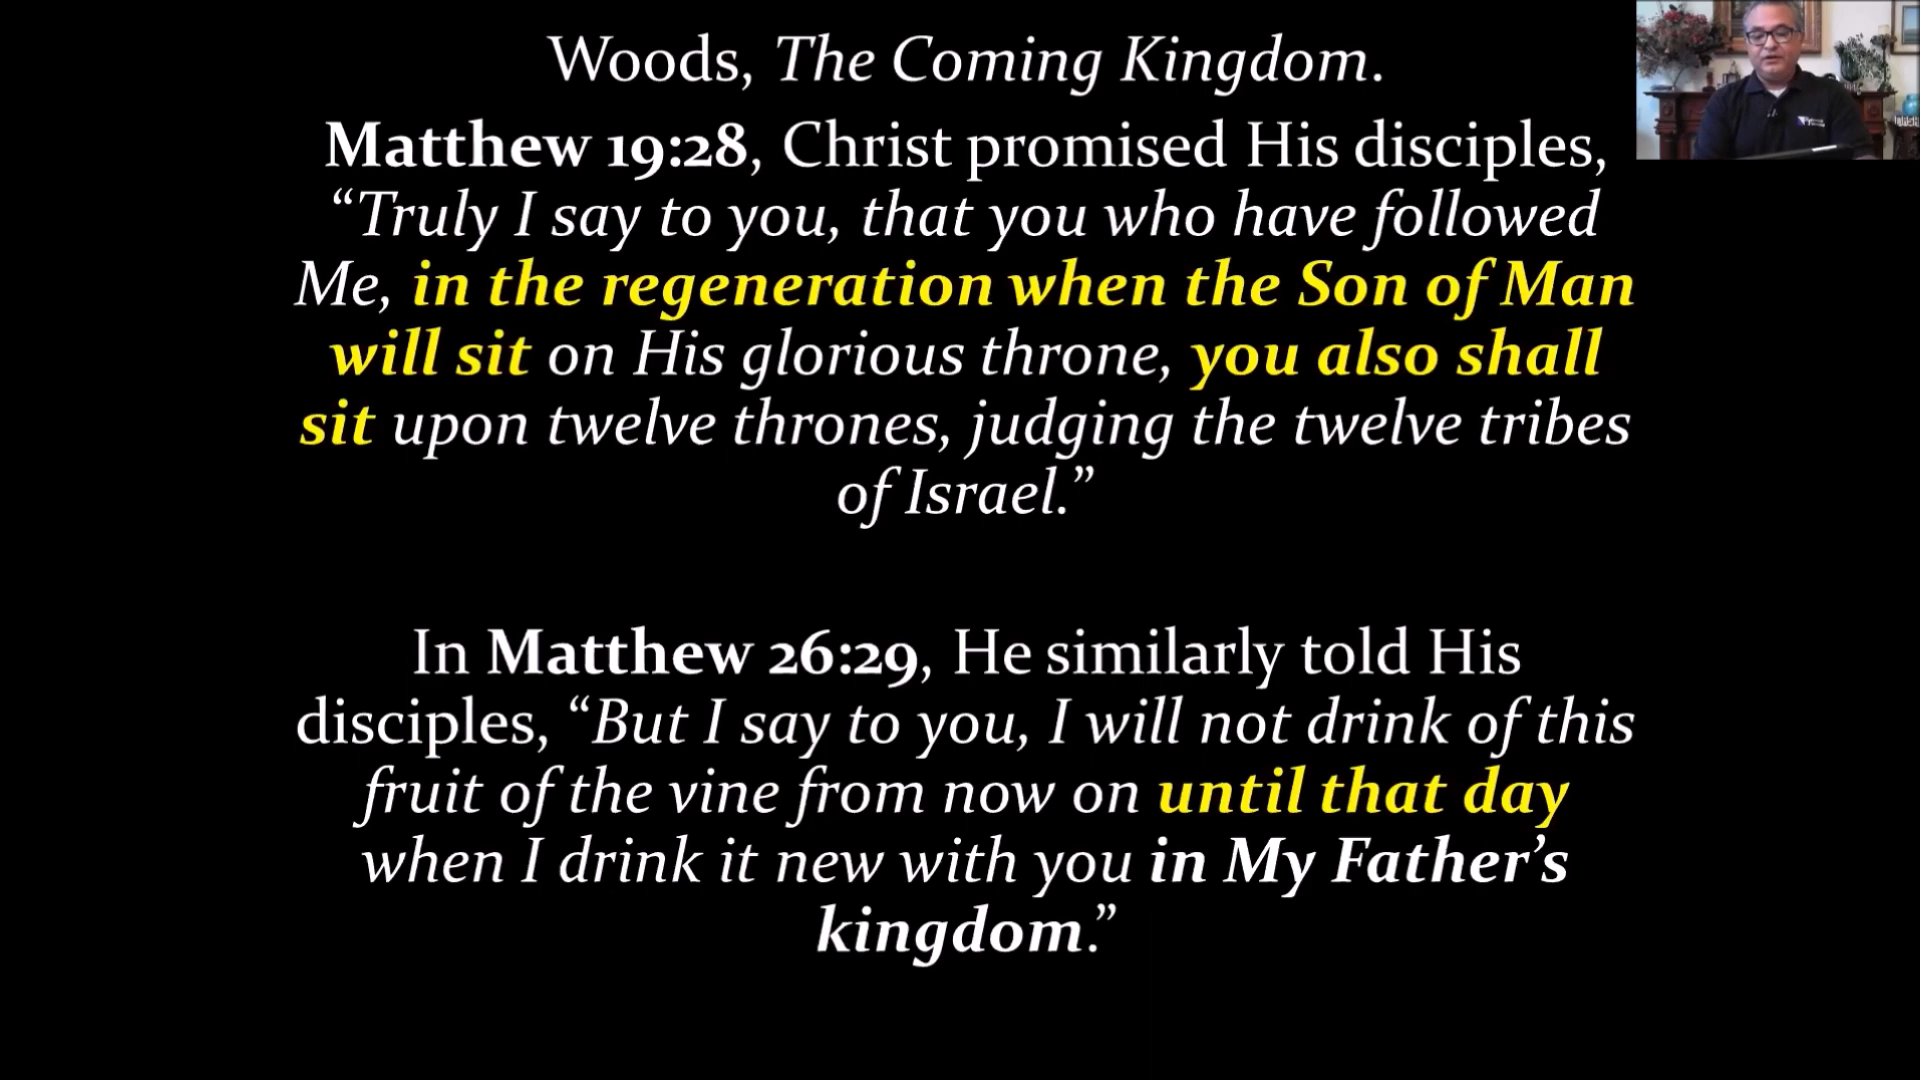 Woods, The Coming Kingdom.
Matthew 19:28, Christ promised His disciples,
“Truly I say to you, that you who have followed
Me, in the regeneration when the Son of Man
will sit on His glorious throne, you also shall
sit upon twelve thrones, judging the twelve tribes
of Israel.”
In Matthew 26:29, He similarly told His
disciples, “But I say to you, I will not drink of this
fruit of the vine from now on until that day
when I drink it new with you in My Father’s
kingdom.”